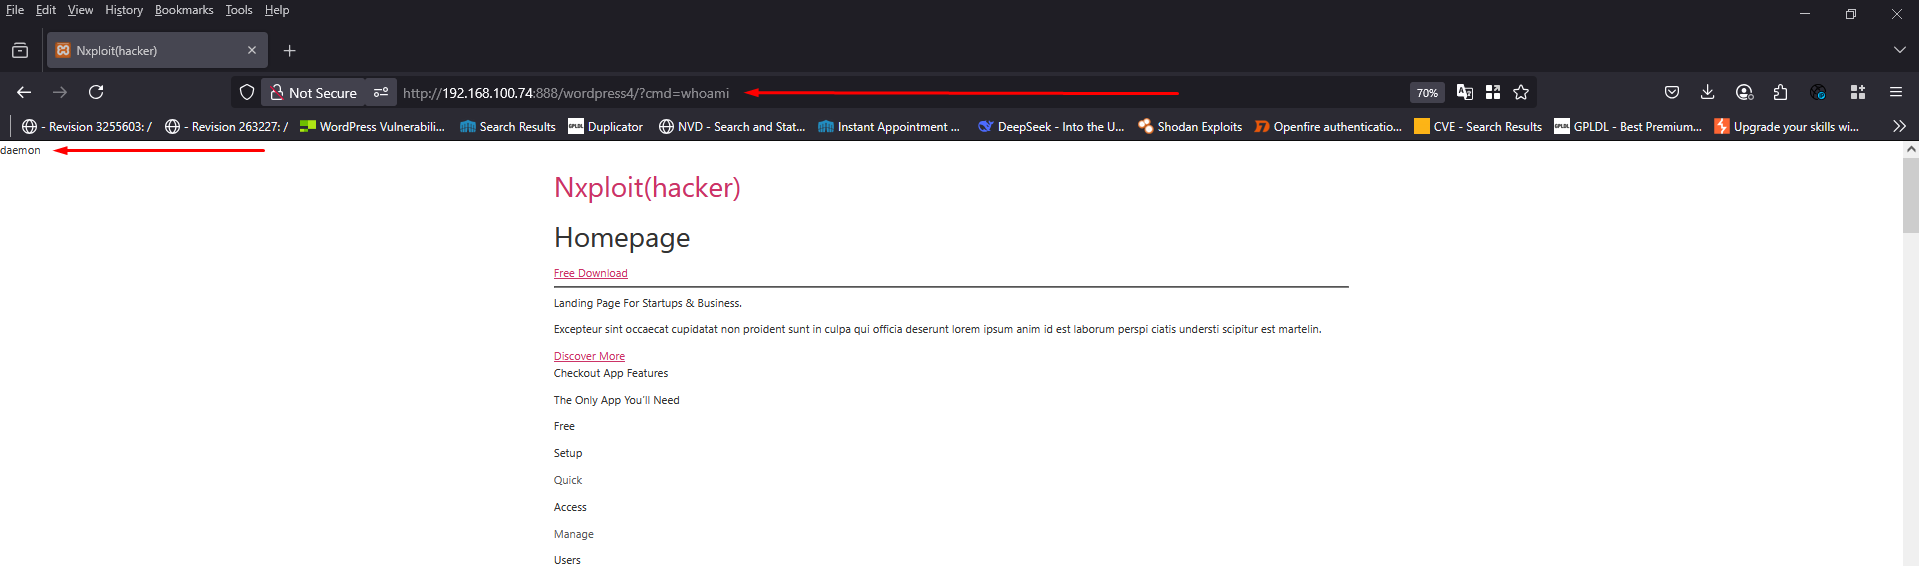 File Edit View History Bookmarks Tools Help
Nxploit(hacker)
Not Secure http://192.168.100.74:888/wordpress4/?cmd=whoami 70%
- Revision 3255603: / - Revision 263227: / WordPress Vulnerabili... Search Results GPLDL Duplicator NVD - Search and Stat... Instant Appointment ... DeepSeek - Into the U... Shodan Exploits Openfire authenticatio... CVE - Search Results GPLDL GPLDL - Best Premium... Upgrade your skills wi...
daemon
Nxploit(hacker)
Homepage
Free Download
Landing Page For Startups & Business.
Excepteur sint occaecat cupidatat non proident sunt in culpa qui officia deserunt lorem ipsum anim id est laborum perspi ciatis understi scipitur est martelin.
Discover More
Checkout App Features
The Only App You'll Need
Free
Setup
Quick
Access
Manage
Users